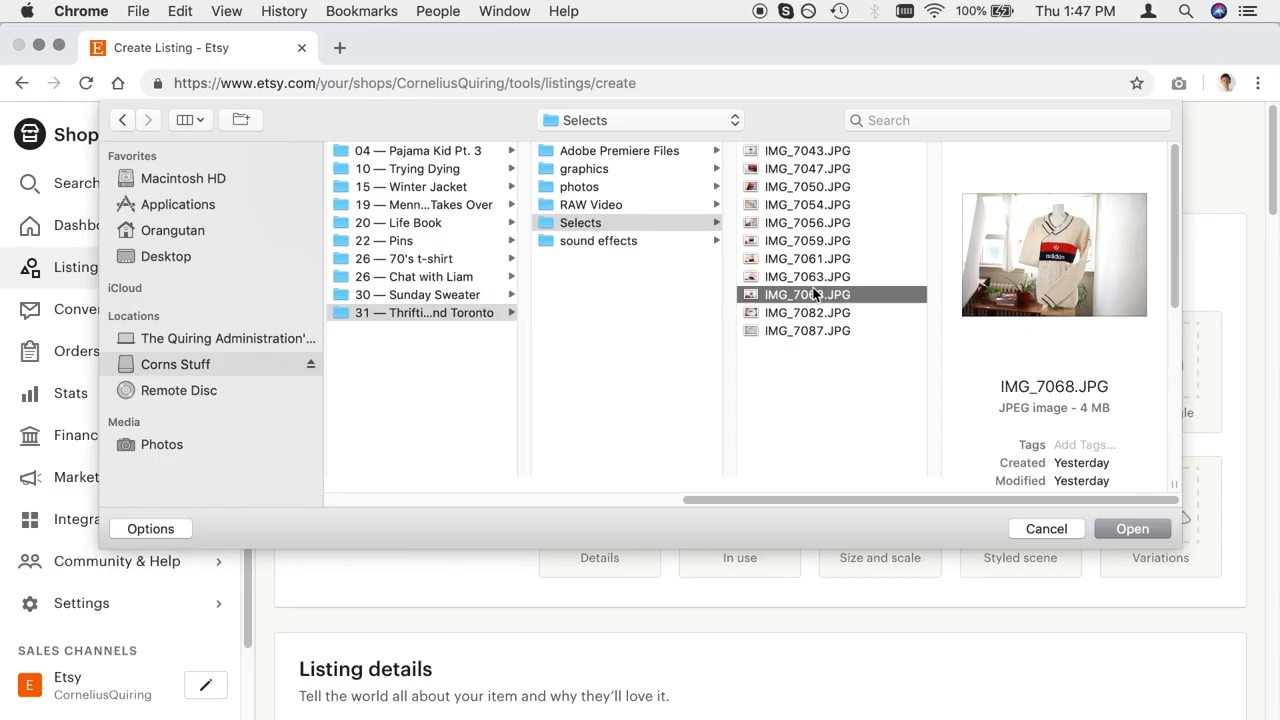 Chrome File Edit View History Bookmarks People Window Help 100% Thu 1:47 PM
Create Listing - Etsy
https://www.etsy.com/your/shops/CorneliusQuiring/tools/listings/create
Selects
Search
Favorites
Macintosh HD
Applications
Orangutan
Desktop
iCloud
Locations
The Quiring Administration'...
Corns Stuff
Remote Disc
Media
Photos
04 — Pajama Kid Pt. 3
10 — Trying Dying
15 — Winter Jacket
19 — Menn...Takes Over
20 — Life Book
22 — Pins
26 — 70's t-shirt
26 — Chat with Liam
30 — Sunday Sweater
31 — Thrifti...nd Toronto
Adobe Premiere Files
graphics
photos
RAW Video
Selects
sound effects
IMG_7043.JPG
IMG_7047.JPG
IMG_7050.JPG
IMG_7054.JPG
IMG_7056.JPG
IMG_7059.JPG
IMG_7061.JPG
IMG_7063.JPG
IMG_7068.JPG
IMG_7082.JPG
IMG_7087.JPG
adidas
IMG_7068.JPG
JPEG image - 4 MB
Tags Add Tags...
Created Yesterday
Modified Yesterday
Options
Cancel
Open
Shop
Search
Dashb
Listing
Conver
Orders
Stats
Financ
Market
Integra
Community & Help
Settings
SALES CHANNELS
E
Etsy
CorneliusQuiring
le
Details
In use
Size and scale
Styled scene
Variations
Listing details
Tell the world all about your item and why they'll love it.